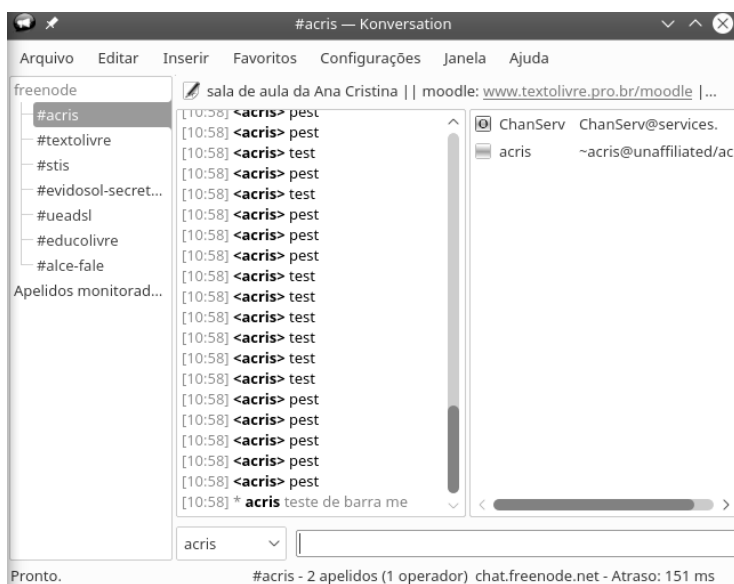 #acris — Konversation
Arquivo Editar Inserir Favoritos Configurações Janela Ajuda
freenode
#acris
#textolivre
#stis
#evidosol-secret...
#ueadsl
#educolivre
#alce-fale
Apelidos monitorad...
sala de aula da Ana Cristina || moodle: www.textolivre.pro.br/moodle |...
[10:58] <acris> pest
[10:58] <acris> pest
[10:58] <acris> test
[10:58] <acris> pest
[10:58] <acris> test
[10:58] <acris> pest
[10:58] <acris> pest
[10:58] <acris> pest
[10:58] <acris> test
[10:58] <acris> test
[10:58] <acris> test
[10:58] <acris> test
[10:58] <acris> test
[10:58] <acris> test
[10:58] <acris> pest
[10:58] <acris> pest
[10:58] <acris> pest
[10:58] <acris> pest
[10:58] <acris> pest
[10:58] * acris teste de barra me
ChanServ ChanServ@services.
acris ~acris@unaffiliated/ac
acris
Pronto. #acris - 2 apelidos (1 operador) chat.freenode.net - Atraso: 151 ms